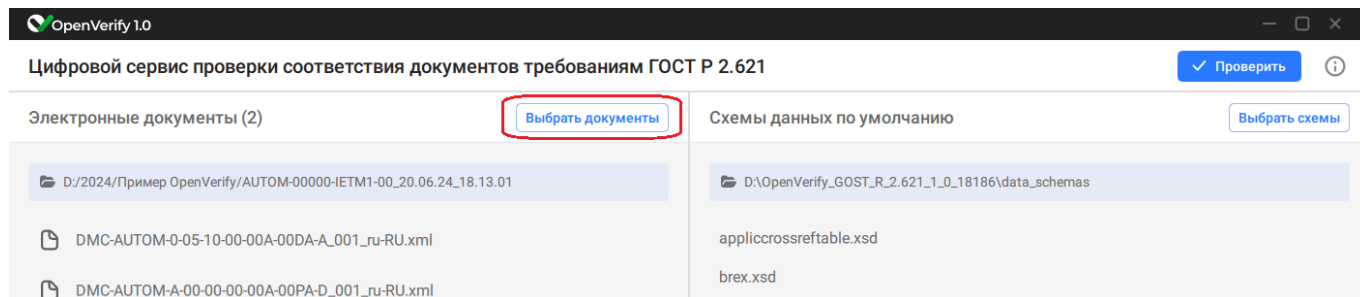 OpenVerify 1.0
Цифровой сервис проверки соответствия документов требованиям ГОСТ Р 2.621
Проверить
Электронные документы (2)
Выбрать документы
Схемы данных по умолчанию
Выбрать схемы
D:/2024/Пример OpenVerify/AUTOM-00000-IETM1-00_20.06.24_18.13.01
D:\OpenVerify_GOST_R_2.621_1_0_18186\data_schemas
DMC-AUTOM-0-05-10-00-00A-00DA-A_001_ru-RU.xml
appliccrossreftable.xsd
brex.xsd
DMC-AUTOM-A-00-00-00-00A-00PA-D_001_ru-RU.xml